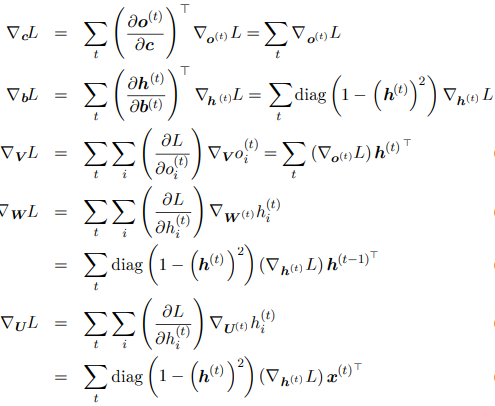 ∇_𝒄 L = ∑_t (∂𝒐^(t) / ∂𝒄)^⊤ ∇_{𝒐^(t)} L = ∑_t ∇_{𝒐^(t)} L
∇_𝒃 L = ∑_t (∂𝒉^(t) / ∂𝒃^(t))^⊤ ∇_{𝒉^(t)} L = ∑_t diag (1 − (𝒉^(t))^2) ∇_{𝒉^(t)} L
∇_𝑽 L = ∑_t ∑_i (∂L / ∂o_i^(t)) ∇_𝑽 o_i^(t) = ∑_t (∇_{𝒐^(t)} L) 𝒉^(t)^⊤
∇_𝑾 L = ∑_t ∑_i (∂L / ∂h_i^(t)) ∇_{𝑾^(t)} h_i^(t)
= ∑_t diag (1 − (𝒉^(t))^2) (∇_{𝒉^(t)} L) 𝒉^(t−1)^⊤
∇_𝑼 L = ∑_t ∑_i (∂L / ∂h_i^(t)) ∇_{𝑼^(t)} h_i^(t)
= ∑_t diag (1 − (𝒉^(t))^2) (∇_{𝒉^(t)} L) 𝒙^(t)^⊤